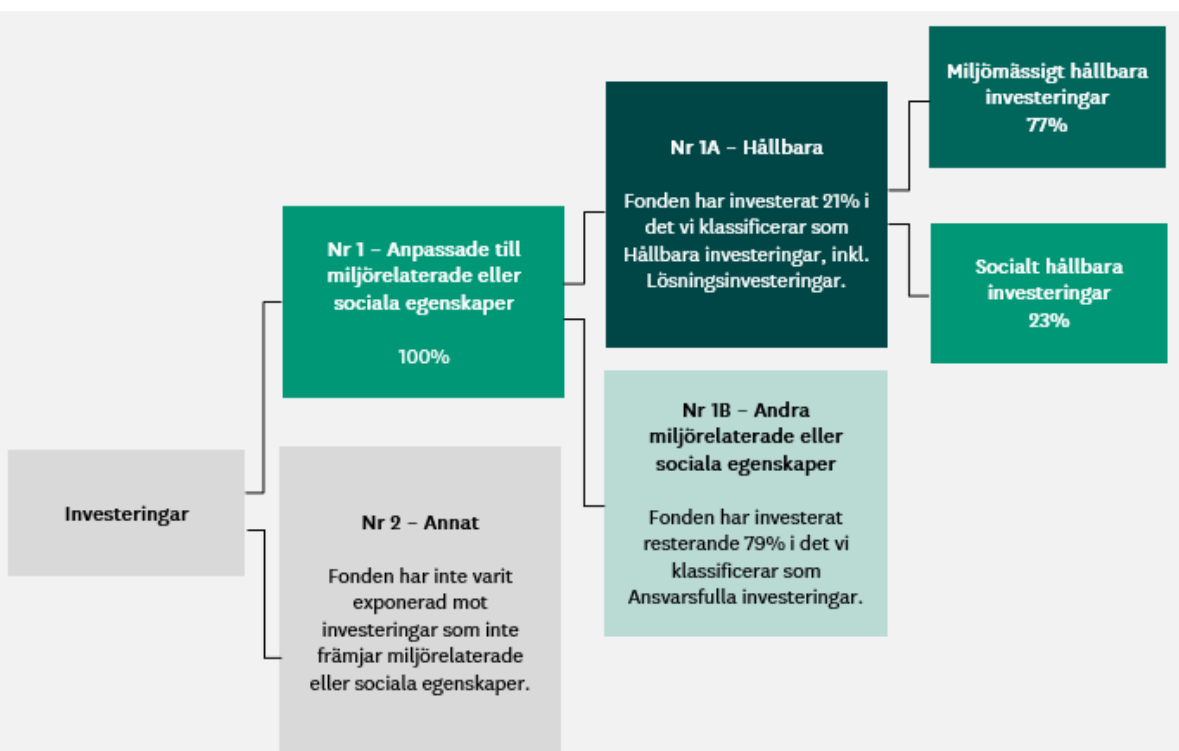 Investeringar
Nr 1 – Anpassade till
miljörelaterade eller
sociala egenskaper
100%
Nr 2 – Annat
Fonden har inte varit
exponerad mot
investeringar som inte
främjar miljörelaterade
eller sociala egenskaper.
Nr 1A – Hållbara
Fonden har investerat 21% i
det vi klassificerar som
Hållbara investeringar, inkl.
Lösningsinvesteringar.
Nr 1B – Andra
miljörelaterade eller
sociala egenskaper
Fonden har investerat
resterande 79% i det vi
klassificerar som
Ansvarsfulla investeringar.
Miljömässigt hållbara
investeringar
77%
Socialt hållbara
investeringar
23%